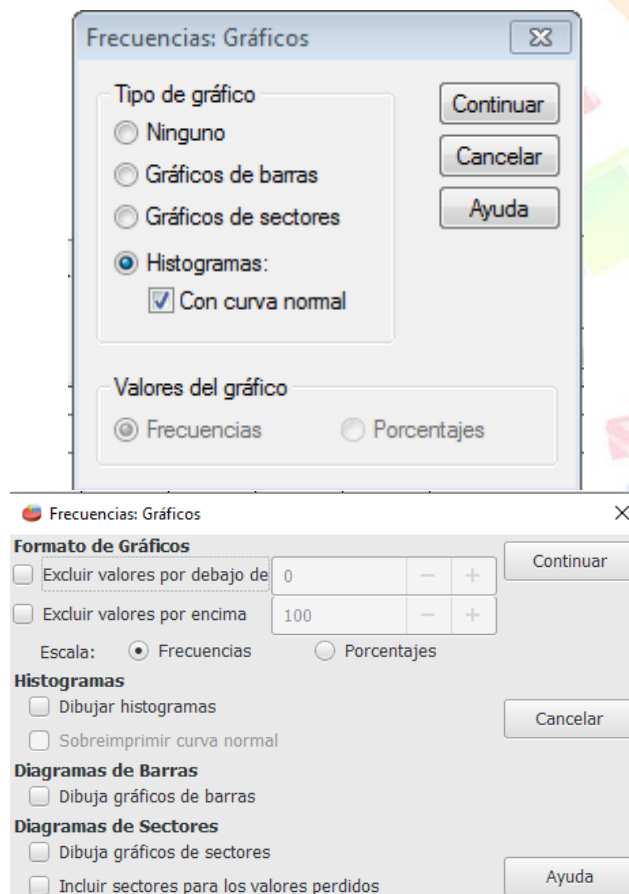 Frecuencias: Gráficos
Tipo de gráfico
Ninguno
Gráficos de barras
Gráficos de sectores
Histogramas:
Con curva normal
Continuar
Cancelar
Ayuda
Valores del gráfico
Frecuencias Porcentajes
Frecuencias: Gráficos
Formato de Gráficos
Excluir valores por debajo de 0 − +
Excluir valores por encima 100 − +
Escala: Frecuencias Porcentajes
Histogramas
Dibujar histogramas
Sobreimprimir curva normal
Diagramas de Barras
Dibuja gráficos de barras
Diagramas de Sectores
Dibuja gráficos de sectores
Incluir sectores para los valores perdidos
Continuar
Cancelar
Ayuda